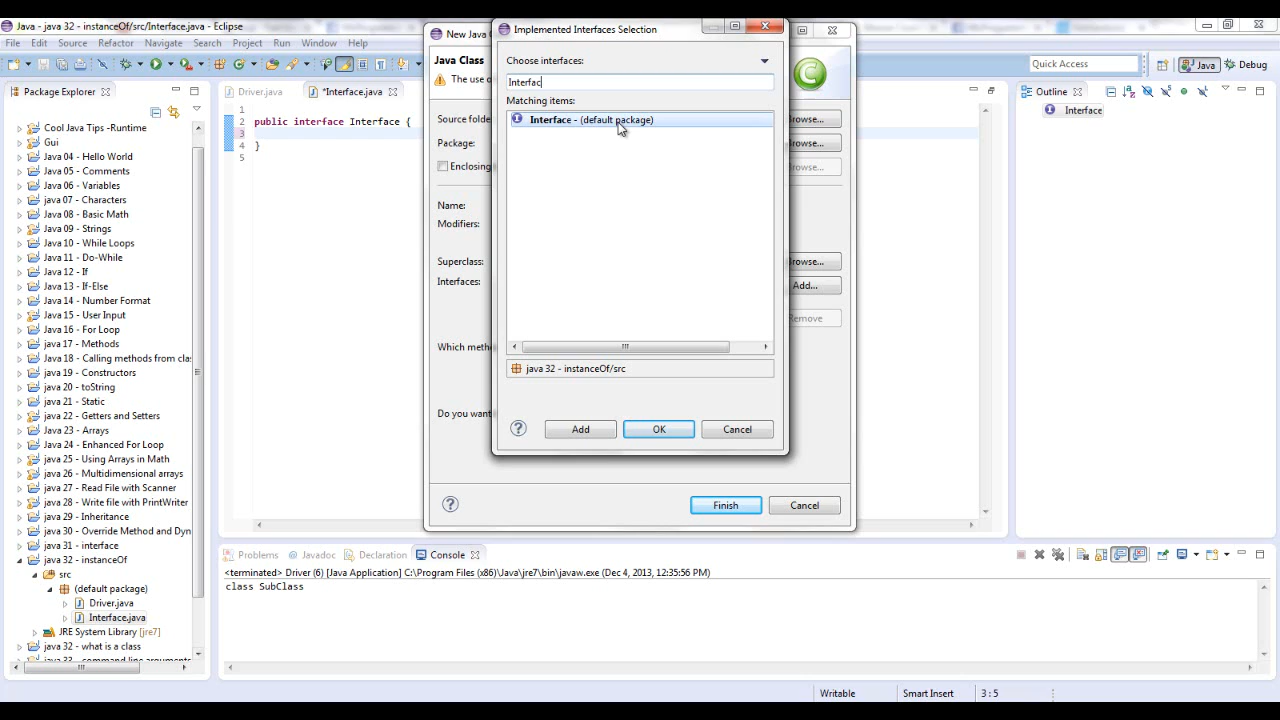 Java - java 32 - instanceOf/src/Interface.java - Eclipse
File Edit Source Refactor Navigate Search Project Run Window Help
Quick Access
Java
Debug
Package Explorer
Cool Java Tips -Runtime
Gui
Java 04 - Hello World
Java 05 - Comments
Java 06 - Variables
java 07 - Characters
Java 08 - Basic Math
Java 09 - Strings
Java 10 - While Loops
Java 11 - Do-While
Java 12 - If
Java 13 - If-Else
Java 14 - Number Format
Java 15 - User Input
Java 16 - For Loop
java 17 - Methods
Java 18 - Calling methods from clas
Java 19 - Constructors
java 20 - toString
java 21 - Static
java 22 - Getters and Setters
Java 23 - Arrays
Java 24 - Enhanced For Loop
java 25 - Using Arrays in Math
java 26 - Multidimensional arrays
java 27 - Read File with Scanner
Java 28 - Write file with PrintWriter
Java 29 - Inheritance
java 30 - Override Method and Dyn
Java 31 - interface
java 32 - instanceOf
src
(default package)
Driver.java
Interface.java
JRE System Library [jre7]
java 32 - what is a class
java 33 - command line arguments
Driver.java
*Interface.java
1
2 public interface Interface {
3
4 }
5
New Java C
Java Class
The use o
Source folde
Package:
Enclosing
Name:
Modifiers:
Superclass:
Interfaces:
Which metho
Do you want
rowse...
rowse...
rowse...
rowse...
Add...
Remove
Finish
Cancel
Implemented Interfaces Selection
Choose interfaces:
Interfac
Matching items:
Interface - (default package)
java 32 - instanceOf/src
Add
OK
Cancel
Outline
Interface
Problems
Javadoc
Declaration
Console
<terminated> Driver (6) [Java Application] C:\Program Files (x86)\Java\jre7\bin\javaw.exe (Dec 4, 2013, 12:35:56 PM)
class SubClass
Writable
Smart Insert
3 : 5